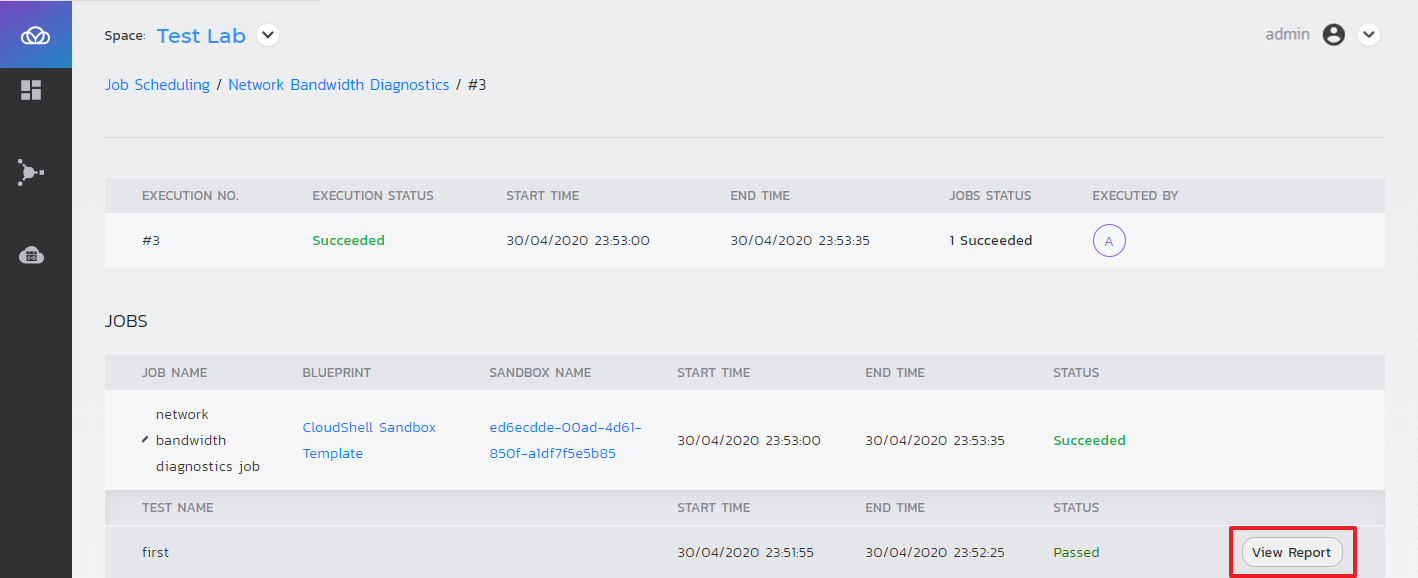 Space: Test Lab
admin
Job Scheduling / Network Bandwidth Diagnostics / #3
EXECUTION NO. EXECUTION STATUS START TIME END TIME JOBS STATUS EXECUTED BY
#3 Succeeded 30/04/2020 23:53:00 30/04/2020 23:53:35 1 Succeeded A
JOBS
JOB NAME BLUEPRINT SANDBOX NAME START TIME END TIME STATUS
network
bandwidth
diagnostics job
CloudShell Sandbox
Template
ed6ecdde-00ad-4d61-
850f-a1df7f5e5b85
30/04/2020 23:53:00 30/04/2020 23:53:35 Succeeded
TEST NAME START TIME END TIME STATUS
first 30/04/2020 23:51:55 30/04/2020 23:52:25 Passed View Report